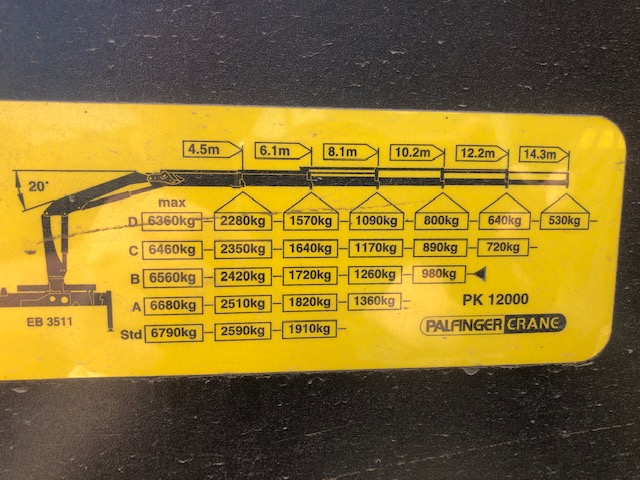 4.5m 6.1m 8.1m 10.2m 12.2m 14.3m
20°
max
D 6360kg 2280kg 1570kg 1090kg 800kg 640kg 530kg
C 6460kg 2350kg 1640kg 1170kg 890kg 720kg
B 6560kg 2420kg 1720kg 1260kg 980kg
A 6680kg 2510kg 1820kg 1360kg
PK 12000
EB 3511
Std 6790kg 2590kg 1910kg
PALFINGER CRANE